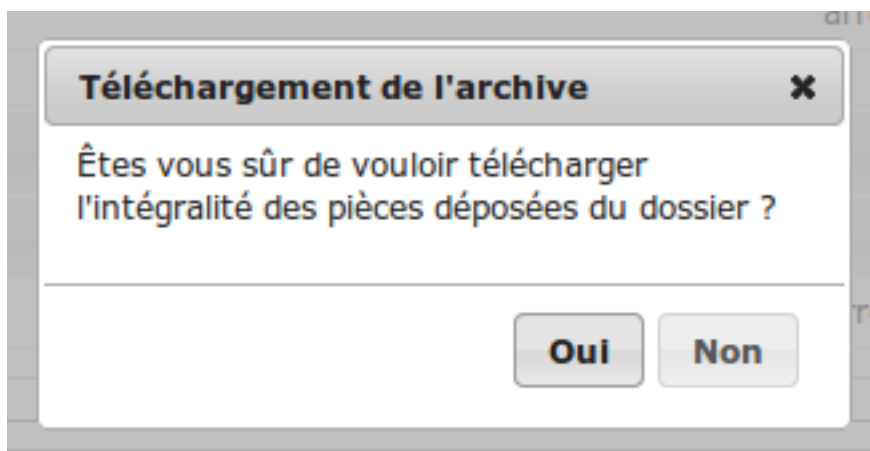 Téléchargement de l'archive
Êtes vous sûr de vouloir télécharger
l'intégralité des pièces déposées du dossier ?
Oui Non